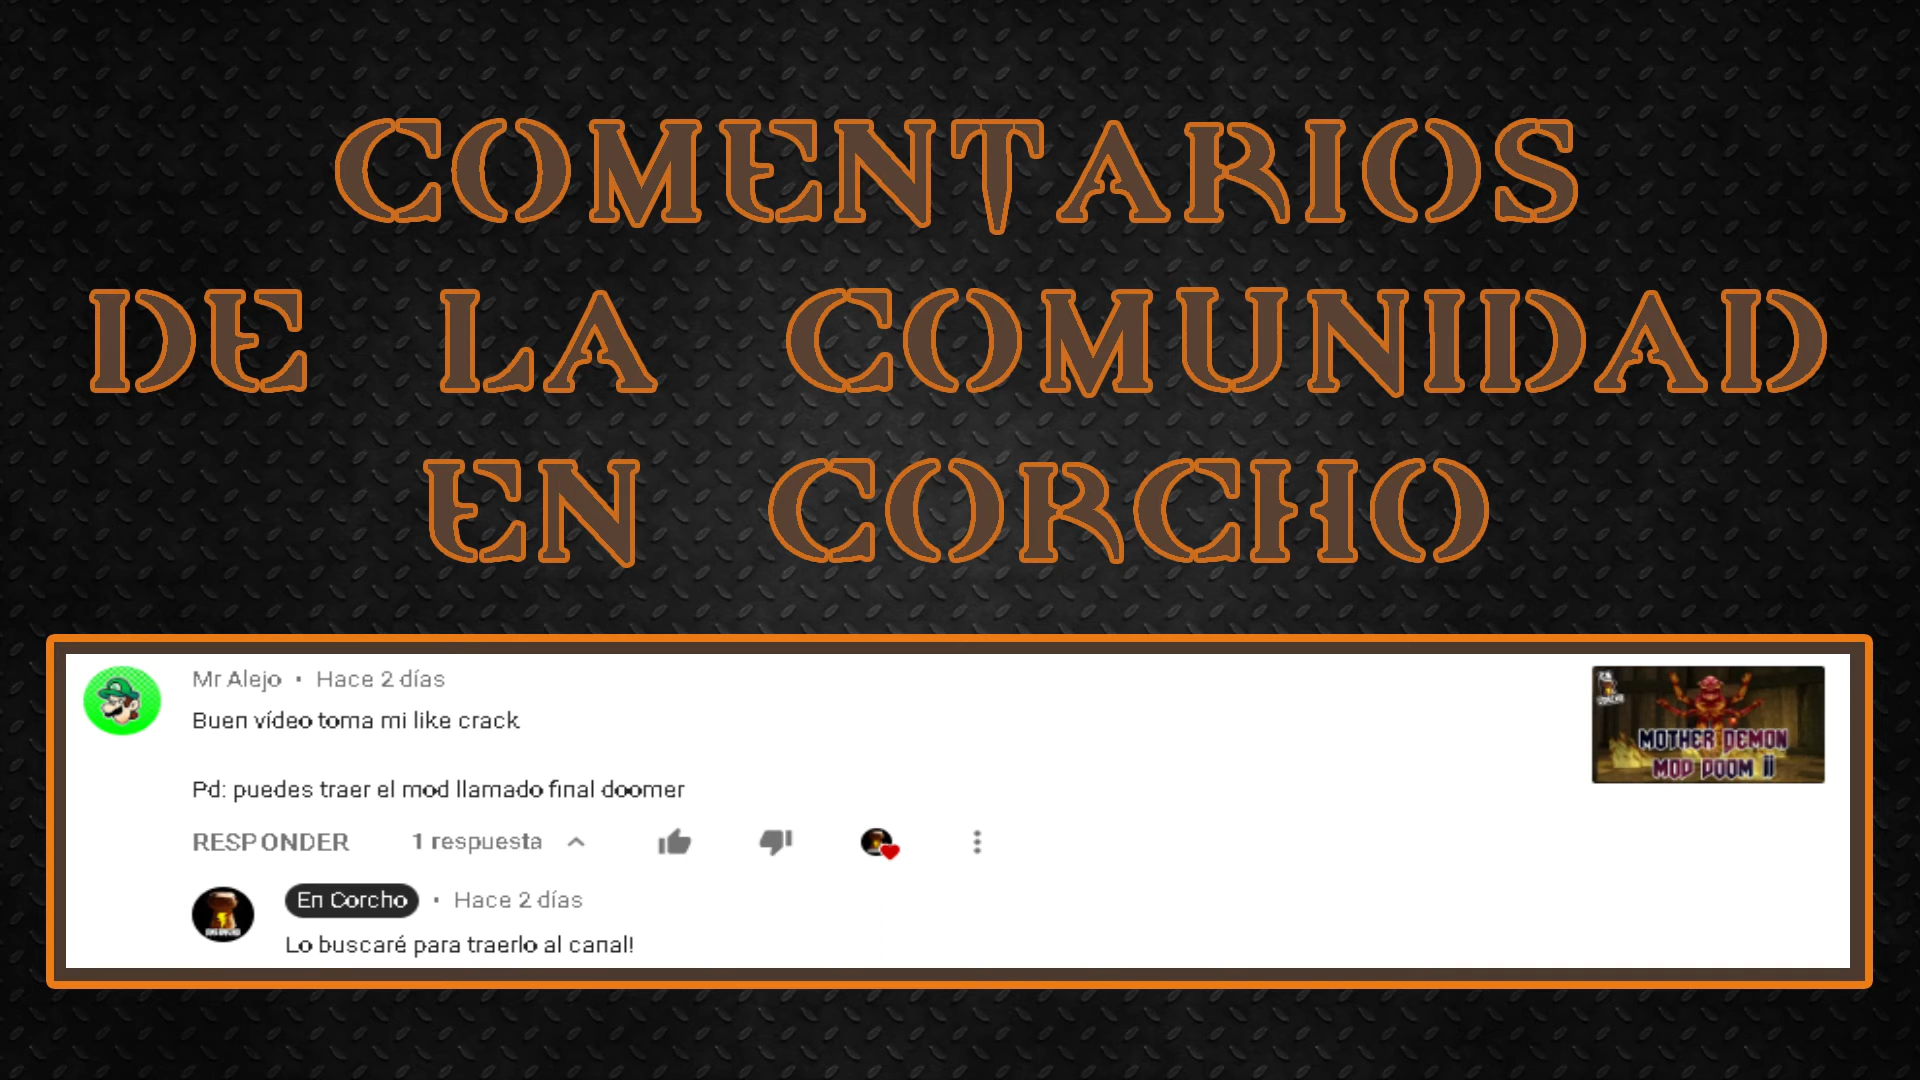 COMENTARIOS
DE LA COMUNIDAD
EN CORCHO
Mr Alejo • Hace 2 días
Buen vídeo toma mi like crack
Pd: puedes traer el mod llamado final doomer
RESPONDER 1 respuesta
En Corcho • Hace 2 días
Lo buscaré para traerlo al canal!
MOTHER DEMON
MOD DOOM II